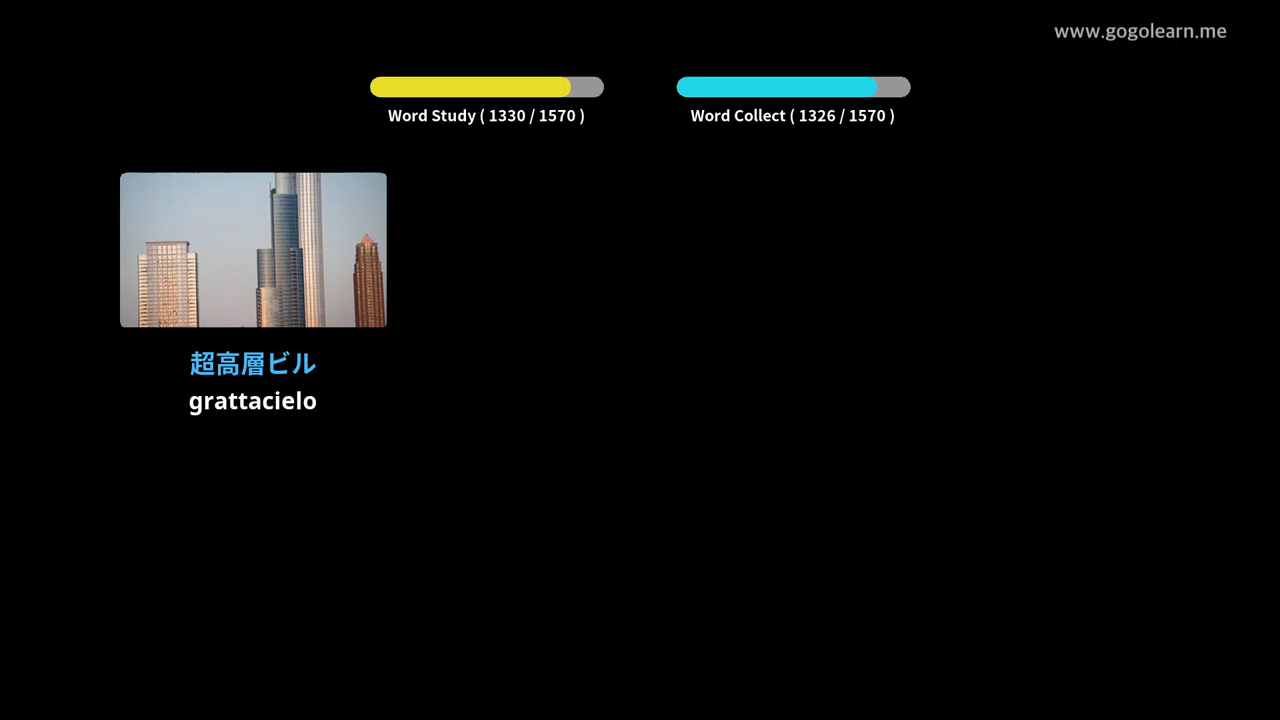 www.gogolearn.me
Word Study ( 1330 / 1570 )
Word Collect ( 1326 / 1570 )
超高層ビル
grattacielo